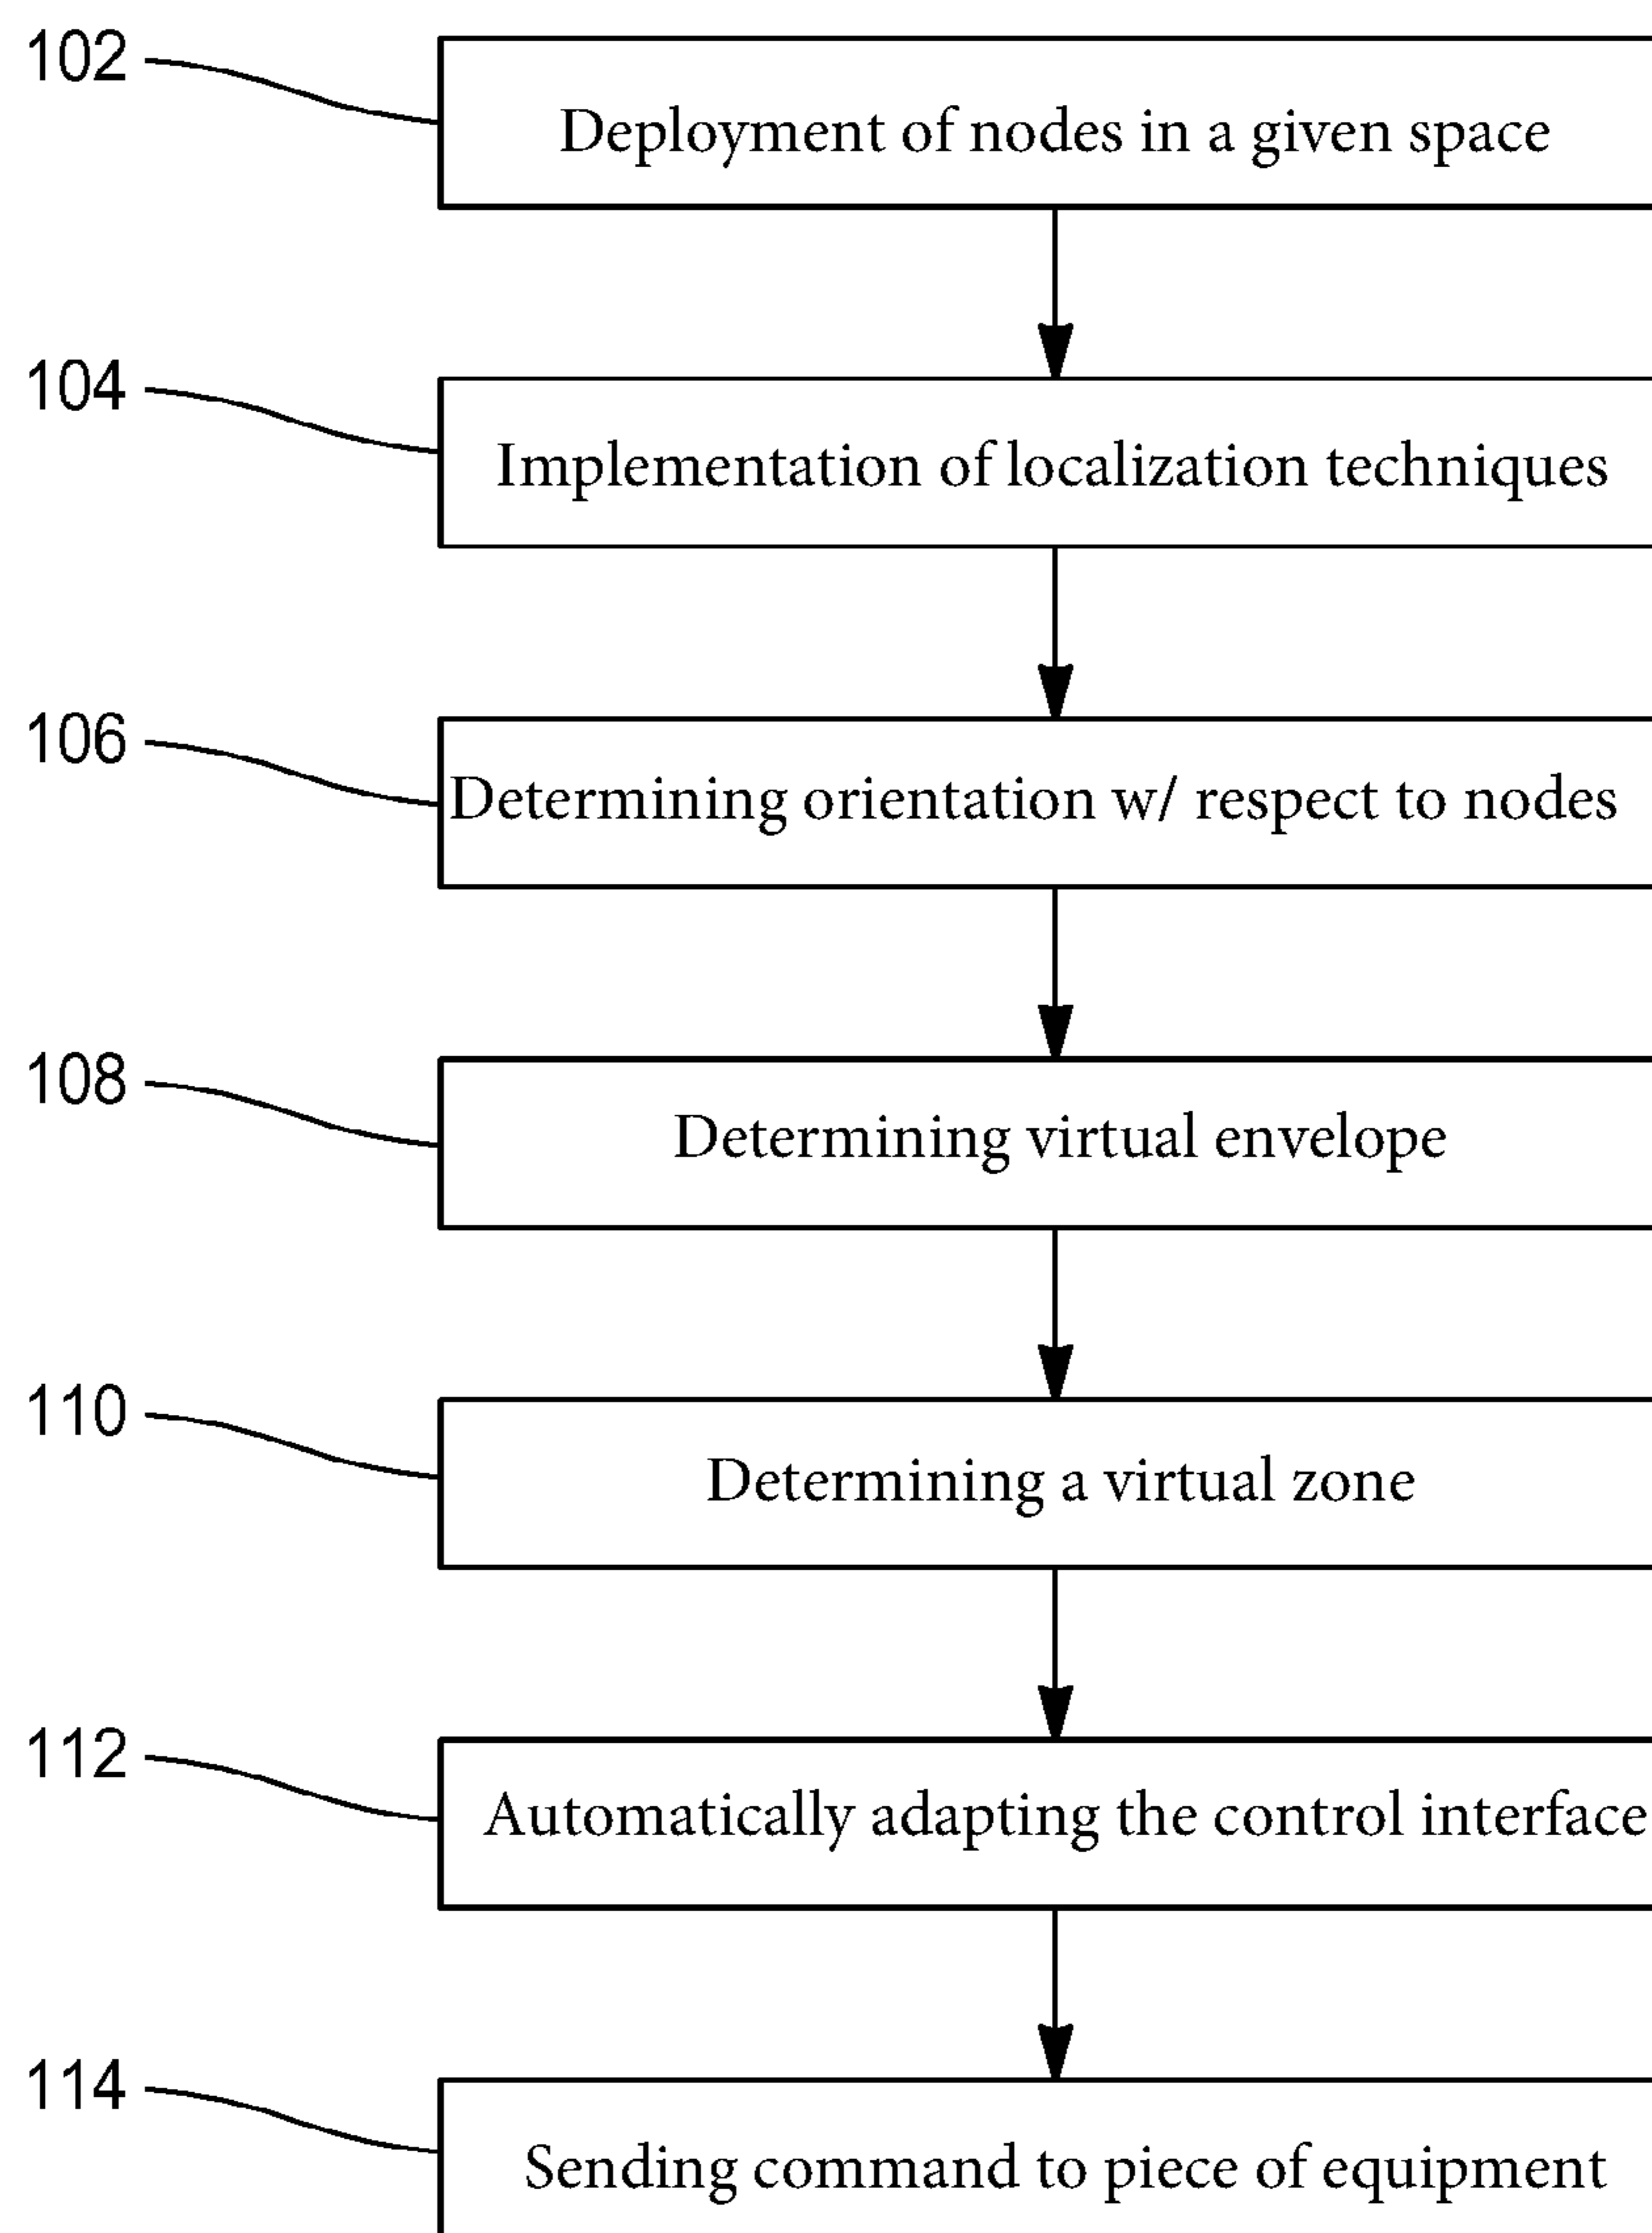 102
Deployment of nodes in a given space
104
Implementation of localization techniques
106
Determining orientation w/ respect to nodes
108
Determining virtual envelope
110
Determining a virtual zone
112
Automatically adapting the control interface
114
Sending command to piece of equipment